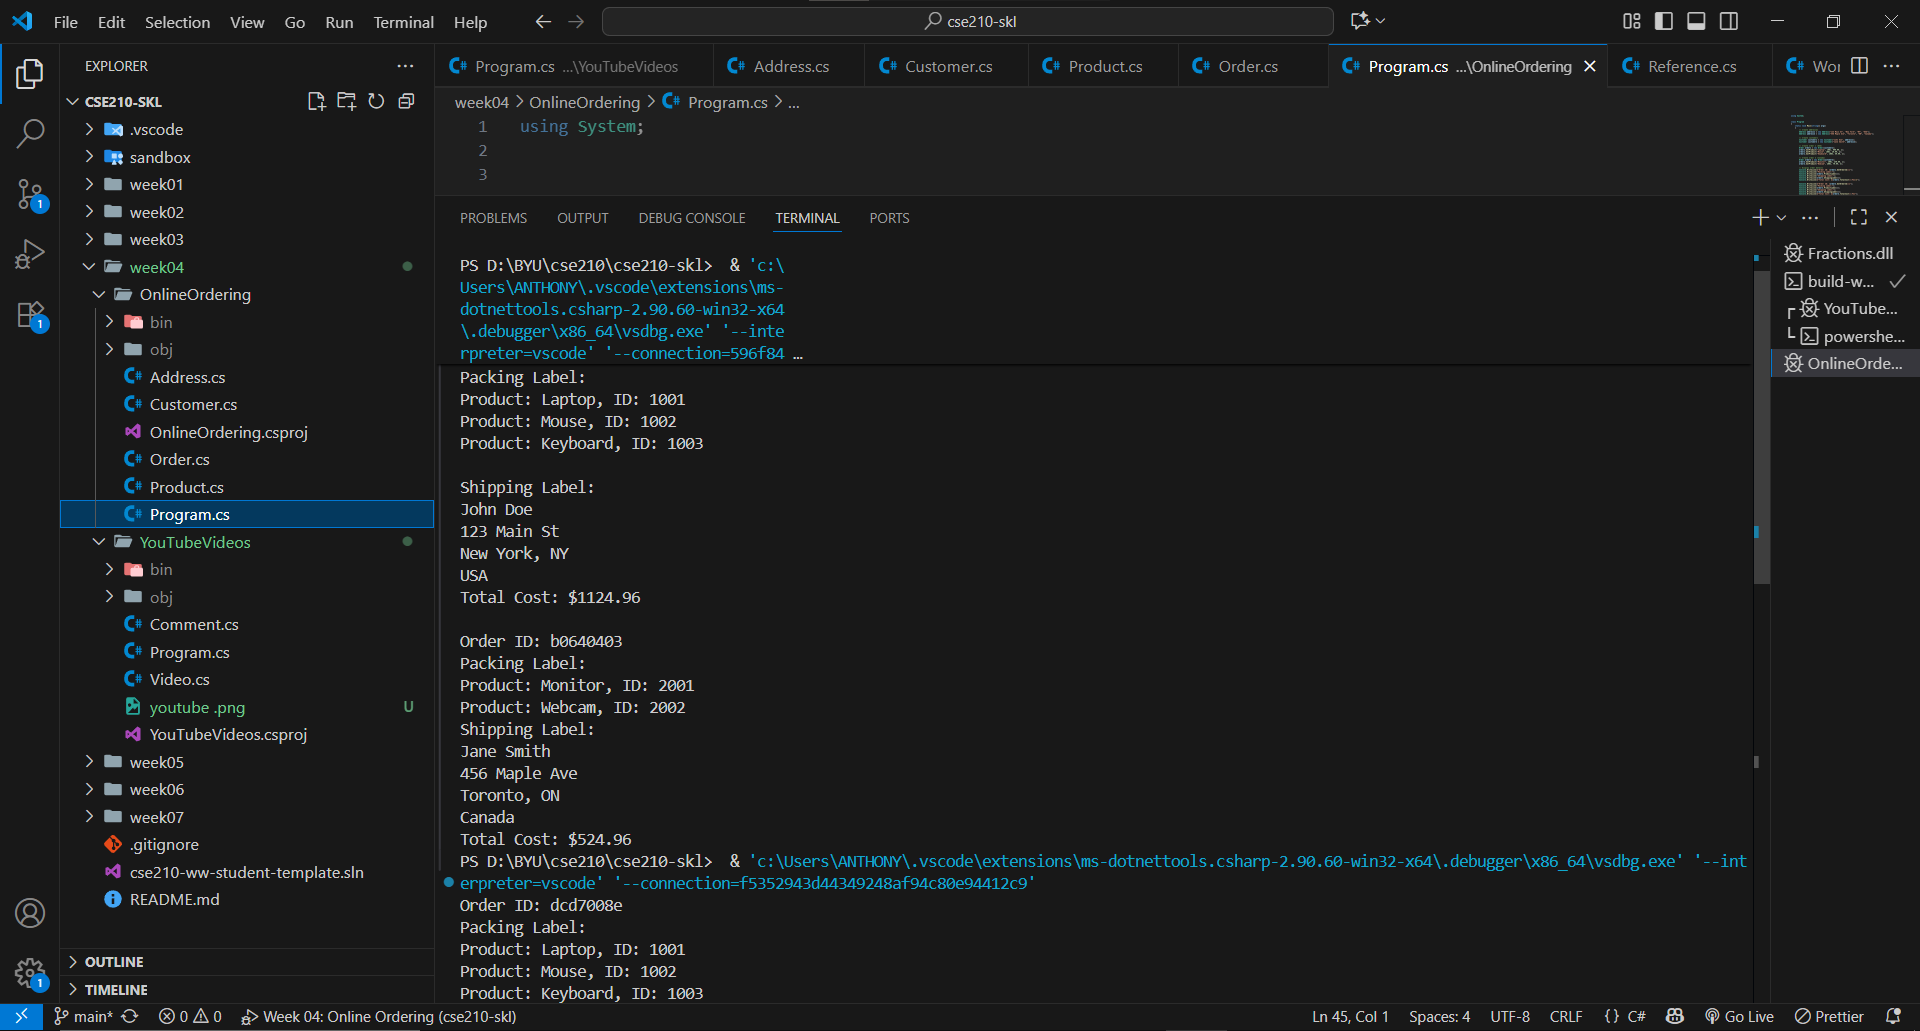 File Edit Selection View Go Run Terminal Help
cse210-skl
EXPLORER
CSE210-SKL
.vscode
sandbox
week01
week02
week03
week04
OnlineOrdering
bin
obj
Address.cs
Customer.cs
OnlineOrdering.csproj
Order.cs
Product.cs
Program.cs
YouTubeVideos
bin
obj
Comment.cs
Program.cs
Video.cs
youtube .png U
YouTubeVideos.csproj
week05
week06
week07
.gitignore
cse210-ww-student-template.sln
README.md
OUTLINE
TIMELINE
1
1
1
Program.cs ...\YouTubeVideos
Address.cs
Customer.cs
Product.cs
Order.cs
Program.cs ...\OnlineOrdering
Reference.cs
Wor
week04 > OnlineOrdering > Program.cs > ...
1 using System;
2
3
PROBLEMS OUTPUT DEBUG CONSOLE TERMINAL PORTS
PS D:\BYU\cse210\cse210-skl>  & 'c:\
Users\ANTHONY\.vscode\extensions\ms-
dotnettools.csharp-2.90.60-win32-x64
\.debugger\x86_64\vsdbg.exe' '--inte
rpreter=vscode' '--connection=596f84 ...
Packing Label:
Product: Laptop, ID: 1001
Product: Mouse, ID: 1002
Product: Keyboard, ID: 1003
Shipping Label:
John Doe
123 Main St
New York, NY
USA
Total Cost: $1124.96
Order ID: b0640403
Packing Label:
Product: Monitor, ID: 2001
Product: Webcam, ID: 2002
Shipping Label:
Jane Smith
456 Maple Ave
Toronto, ON
Canada
Total Cost: $524.96
PS D:\BYU\cse210\cse210-skl>  & 'c:\Users\ANTHONY\.vscode\extensions\ms-dotnettools.csharp-2.90.60-win32-x64\.debugger\x86_64\vsdbg.exe' '--int
erpreter=vscode' '--connection=f5352943d44349248af94c80e94412c9'
Order ID: dcd7008e
Packing Label:
Product: Laptop, ID: 1001
Product: Mouse, ID: 1002
Product: Keyboard, ID: 1003
Fractions.dll
build-w...
YouTube...
powershe...
OnlineOrde...
main* 0 0 Week 04: Online Ordering (cse210-skl)
Ln 45, Col 1 Spaces: 4 UTF-8 CRLF {} C# Go Live Prettier